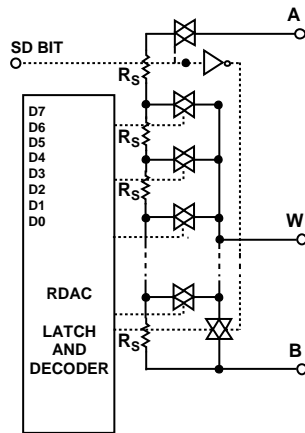 A
SD BIT
RS
D7
D6
D5
D4
D3
D2
D1
D0
RS
RS
W
RDAC
LATCH
AND
DECODER
RS
B